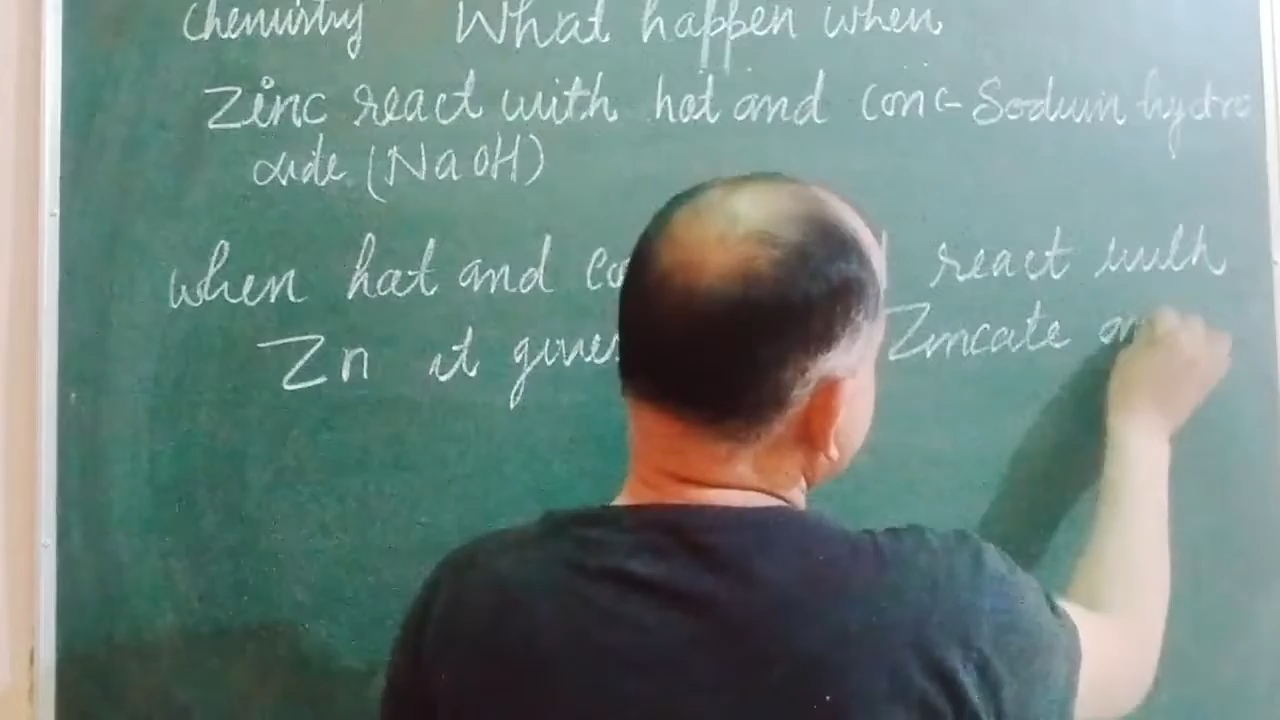 Chemistry What happen when
Zinc react with hot and conc- Sodium hydro
xide (NaOH)
when hot and co react with
Zn it gives Zincate an